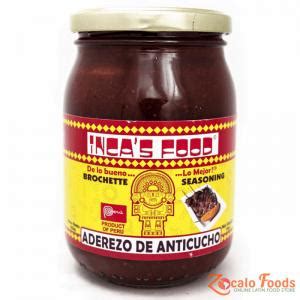 INCA'S FOOD
De lo bueno... ...Lo Mejor!!
BROCHETTE SEASONING
Perú
PRODUCT
OF PERU
ADEREZO DE ANTICUCHO
Zocalo Foods
ONLINE LATIN FOOD STORE